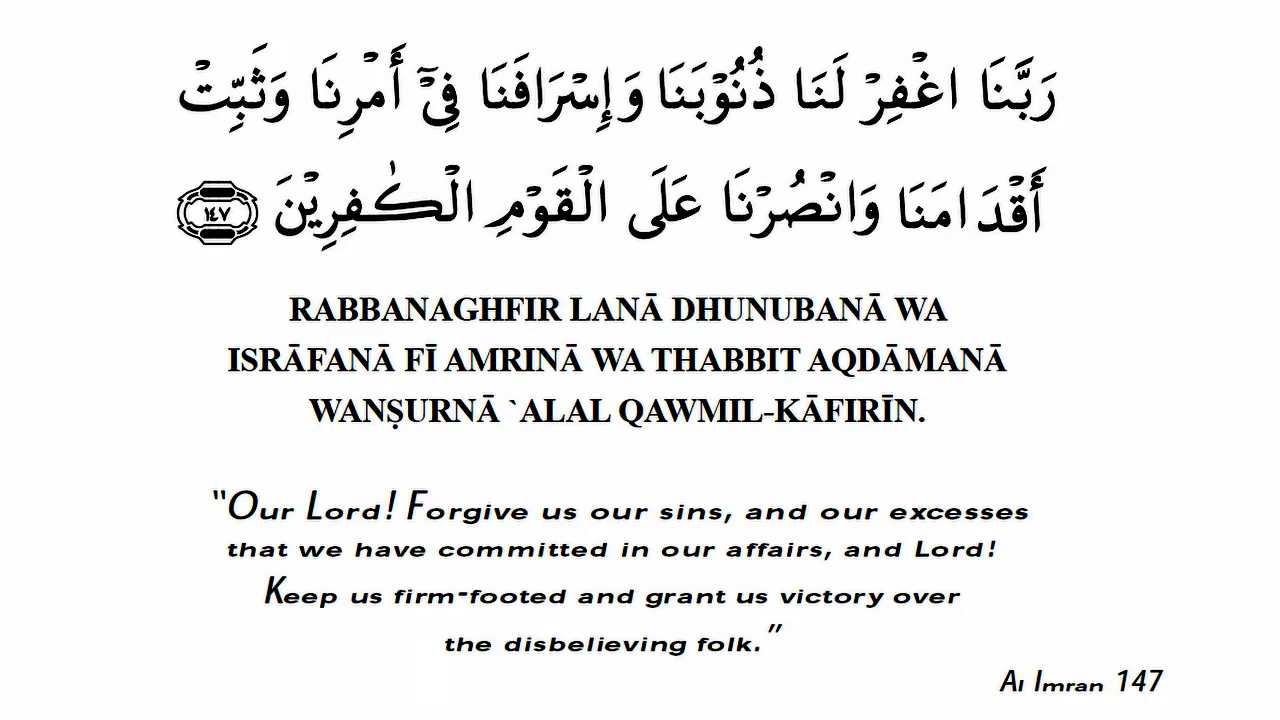 رَبَّنَا اغْفِرْ لَنَا ذُنُوْبَنَا وَإِسْرَافَنَا فِيْٓ أَمْرِنَا وَثَبِّتْ
أَقْدَامَنَا وَانْصُرْنَا عَلَى الْقَوْمِ الْكٰفِرِيْنَ ١٤٧
RABBANAGHFIR LANĀ DHUNUBANĀ WA
ISRĀFANĀ FĪ AMRINĀ WA THABBIT AQDĀMANĀ
WANṢURNĀ `ALAL QAWMIL-KĀFIRĪN.
"Our Lord! Forgive us our sins, and our excesses
that we have committed in our affairs, and Lord!
Keep us firm-footed and grant us victory over
the disbelieving folk."
Al Imran 147